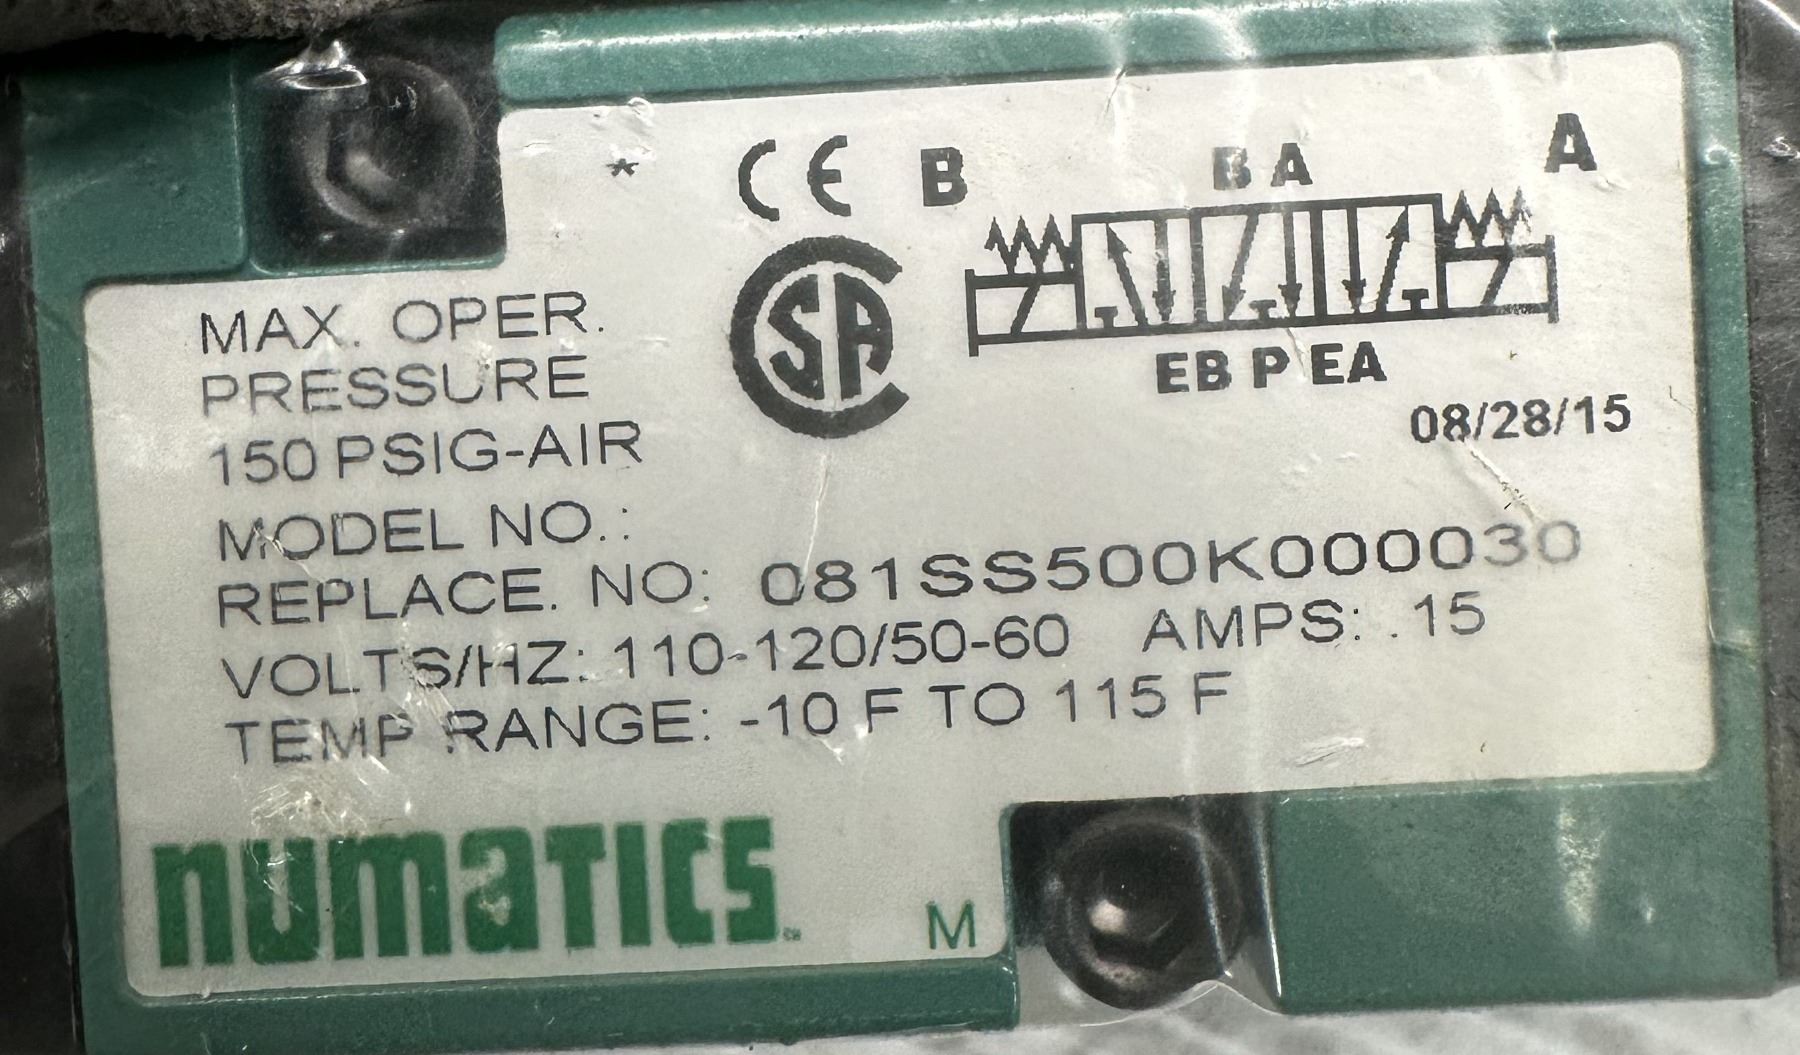 * CE B B A A
SA
EB P EA
08/28/15
MAX. OPER.
PRESSURE
150 PSIG-AIR
MODEL NO.:
REPLACE. NO: 081SS500K000030
VOLTS/HZ: 110-120/50-60 AMPS: .15
TEMP RANGE: -10 F TO 115 F
numatics
M